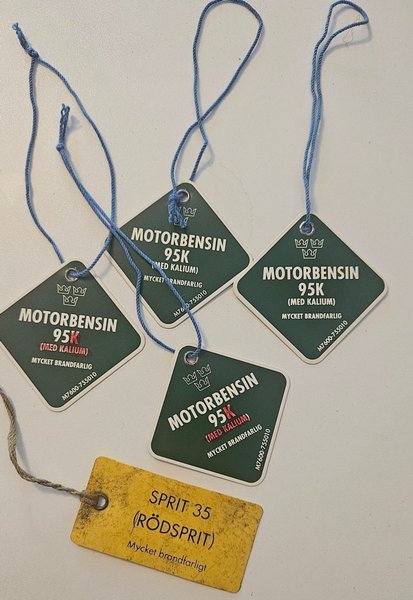 MOTORBENSIN
95K
(MED KALIUM)
MYCKET BRANDFARLIG
M7600-755010
MOTORBENSIN
95K
(MED KALIUM)
MYCKET BRANDFARLIG
M7600-755010
MOTORBENSIN
95K
(MED KALIUM)
MYCKET BRANDFARLIG
M7600-755010
MOTORBENSIN
95K
(MED KALIUM)
MYCKET BRANDFARLIG
M7600-755010
SPRIT 35
(RÖDSPRIT)
Mycket brandfarligt